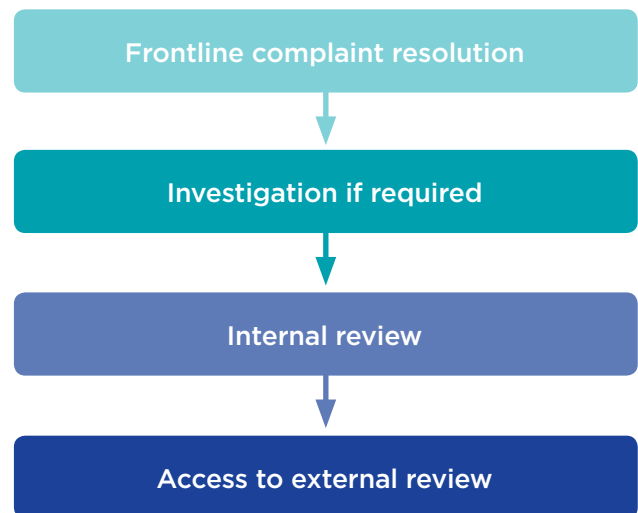 Frontline complaint resolution
Investigation if required
Internal review
Access to external review